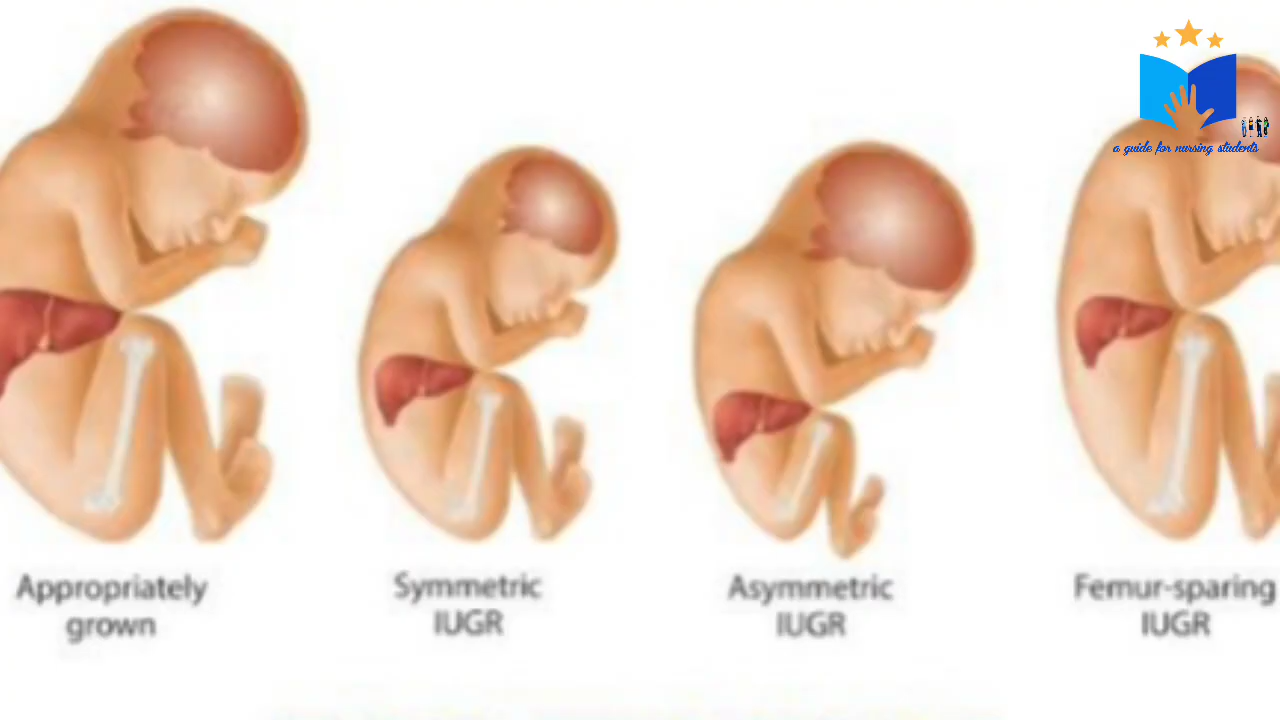 a guide for nursing students
Appropriately
grown
Symmetric
IUGR
Asymmetric
IUGR
Femur-sparing
IUGR